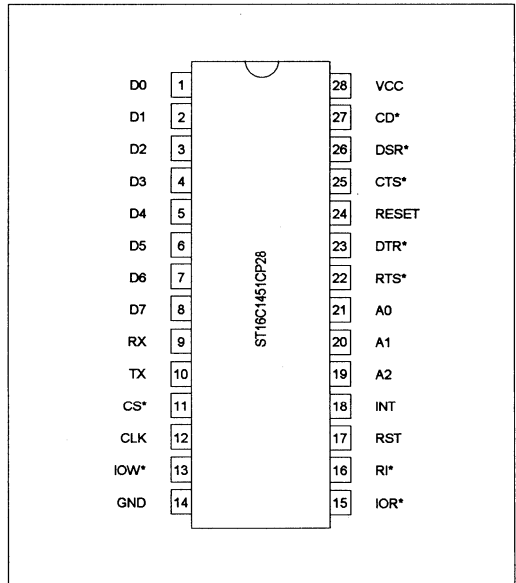 D0 1 28 VCC
D1 2 27 CD*
D2 3 26 DSR*
D3 4 25 CTS*
D4 5 24 RESET
D5 6 23 DTR*
D6 7 22 RTS*
D7 8 21 A0
RX 9 20 A1
TX 10 19 A2
CS* 11 18 INT
CLK 12 17 RST
IOW* 13 16 RI*
GND 14 15 IOR*
ST16C1451CP28